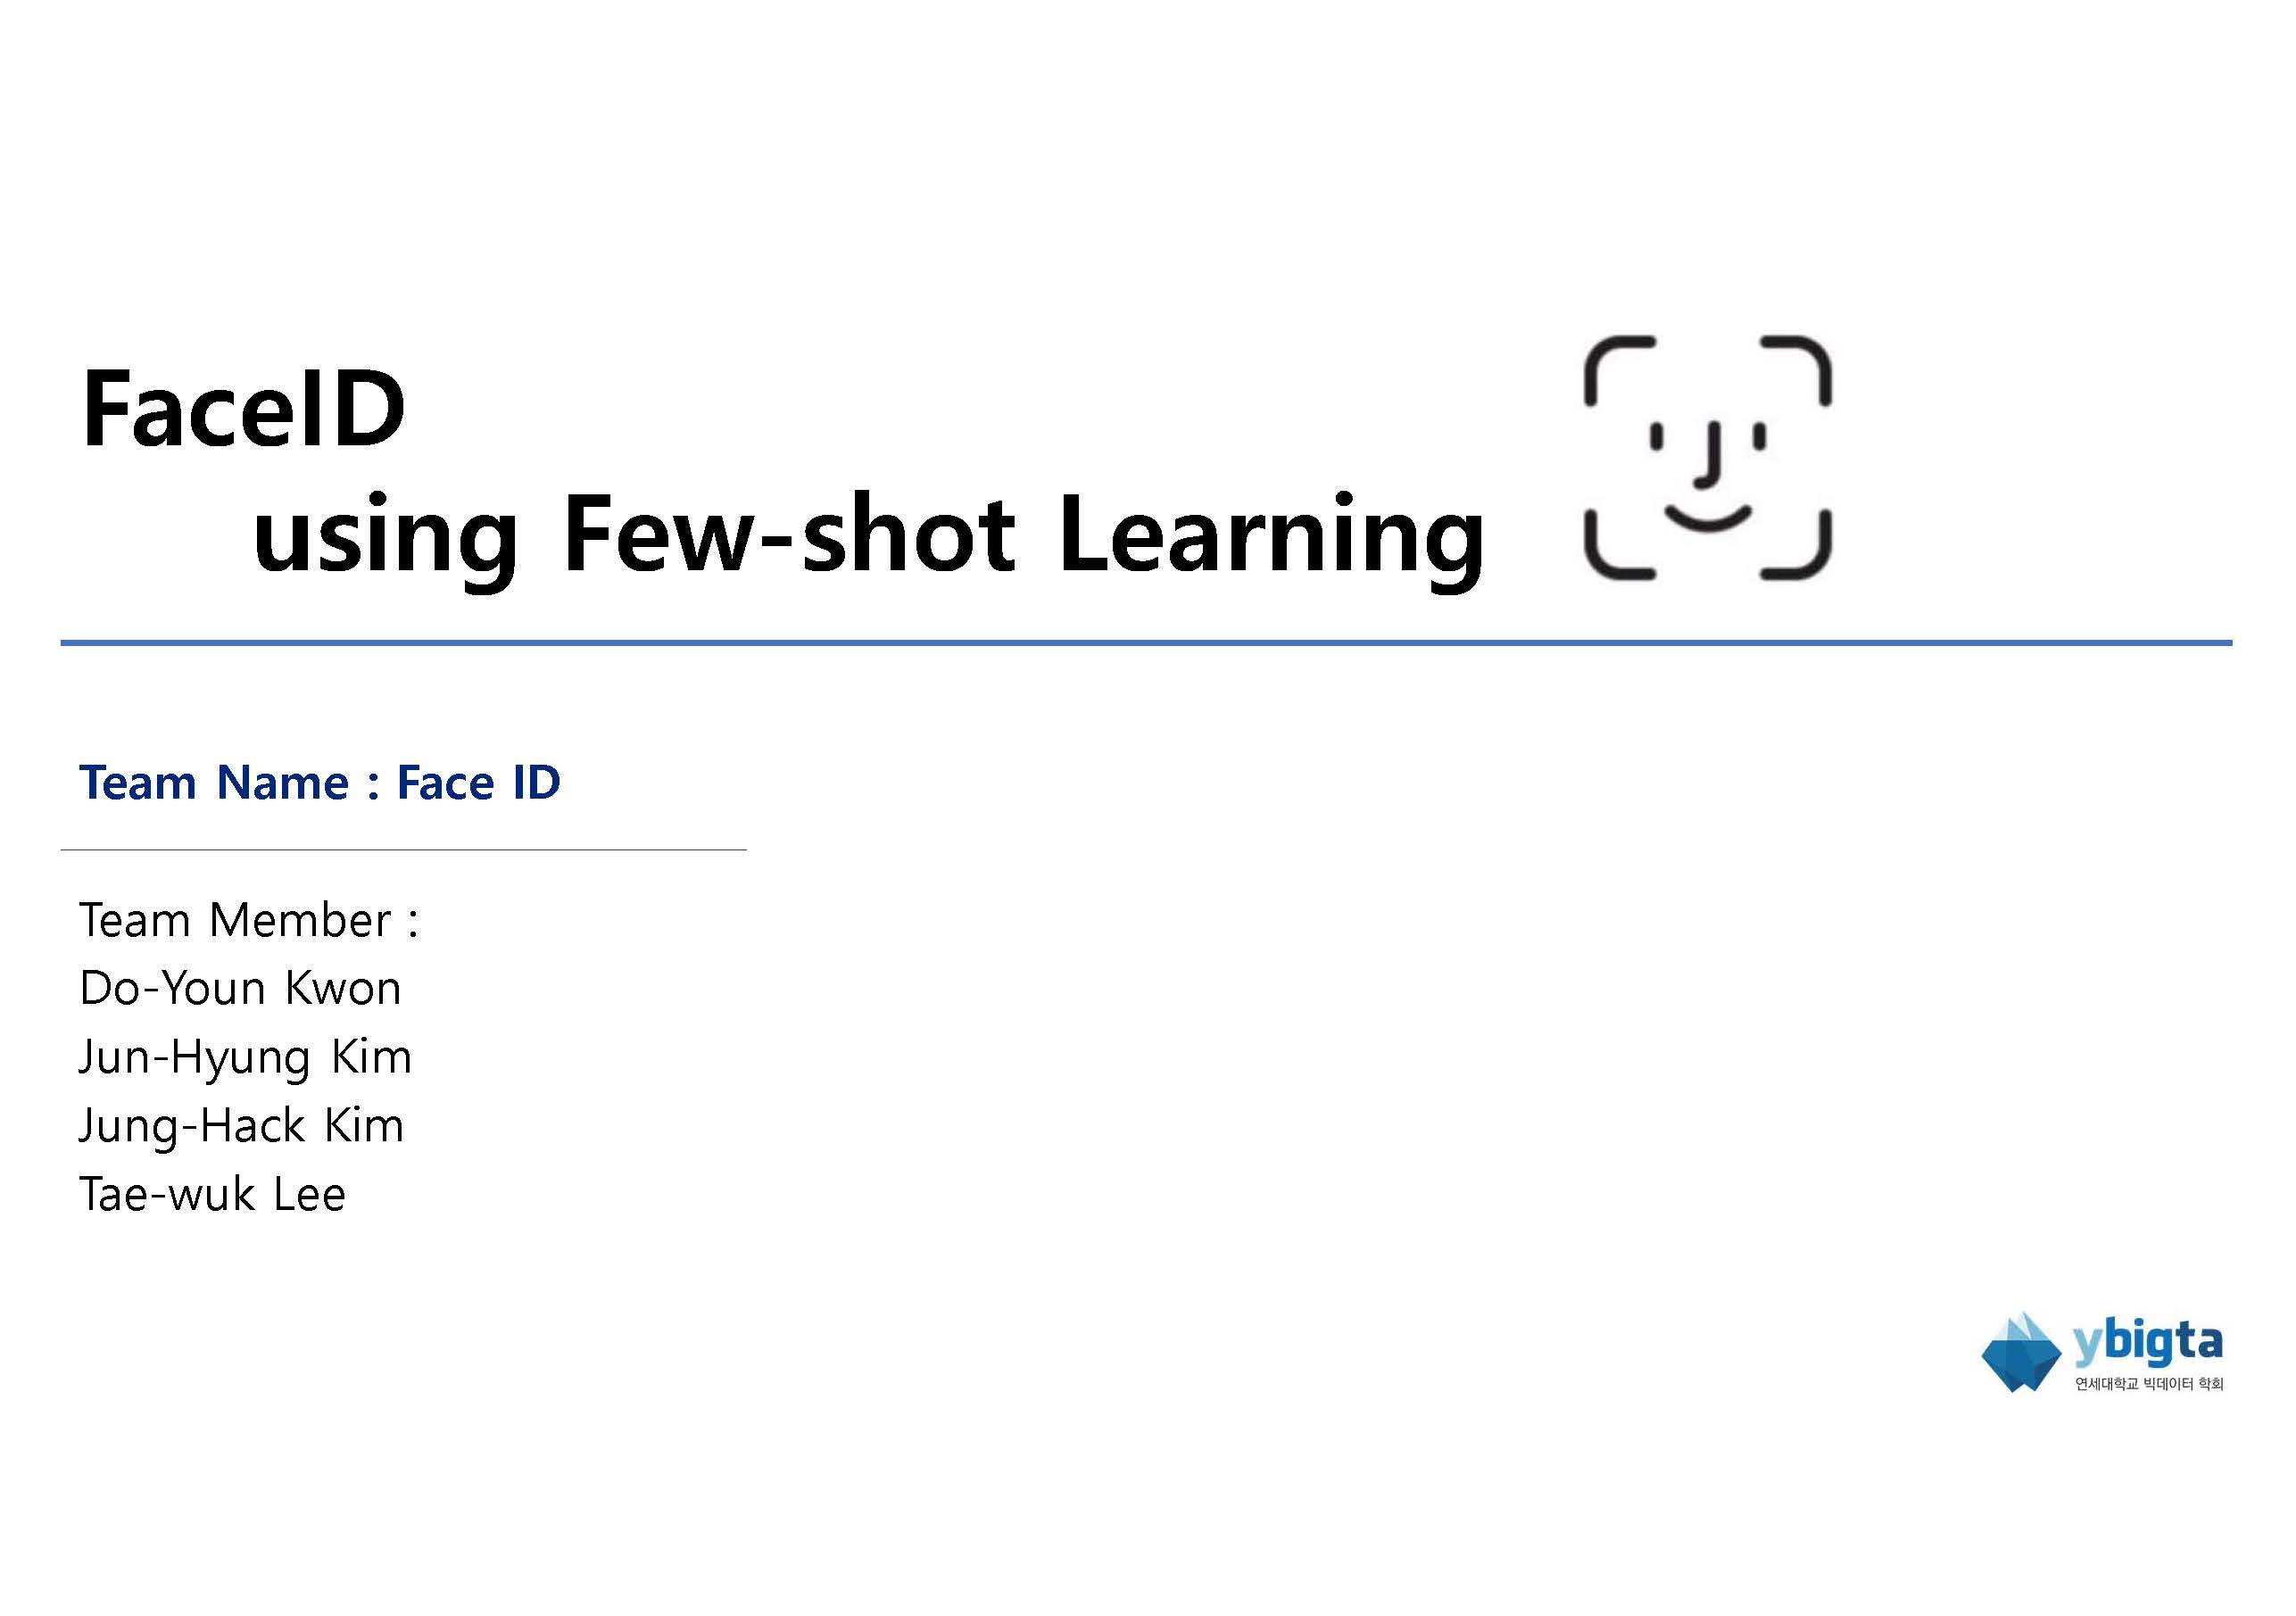 FaceID
using Few-shot Learning
Team Name : Face ID
Team Member :
Do-Youn Kwon
Jun-Hyung Kim
Jung-Hack Kim
Tae-wuk Lee
ybigta
연세대학교 빅데이터 학회